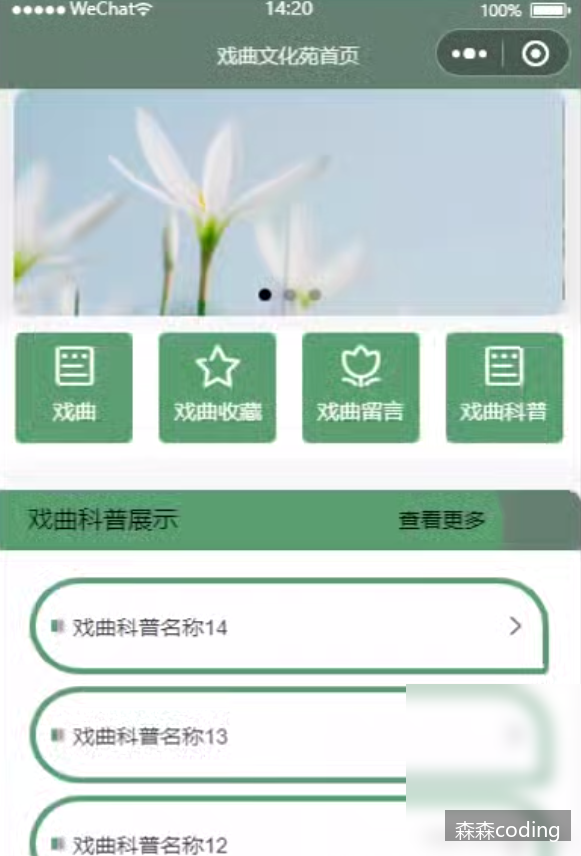 WeChat 14:20 100%
戏曲文化苑首页
戏曲 戏曲收藏 戏曲留言 戏曲科普
戏曲科普展示 查看更多
戏曲科普名称14
戏曲科普名称13
戏曲科普名称12
森森coding